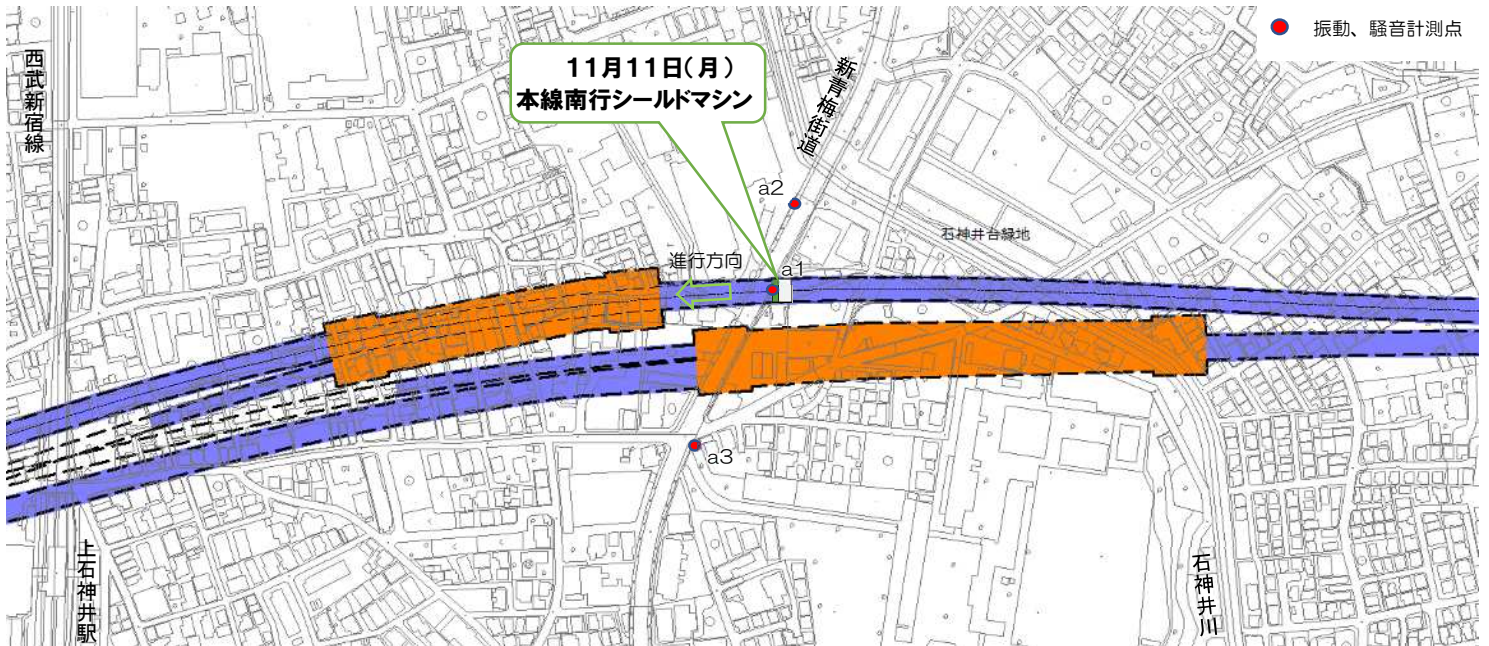 振動、騒音計測点
西武新宿線
11月11日(月)
本線南行シールドマシン
新青梅街道
a2
石神井台緑地
進行方向
a1
a3
上石神井駅
石神井川